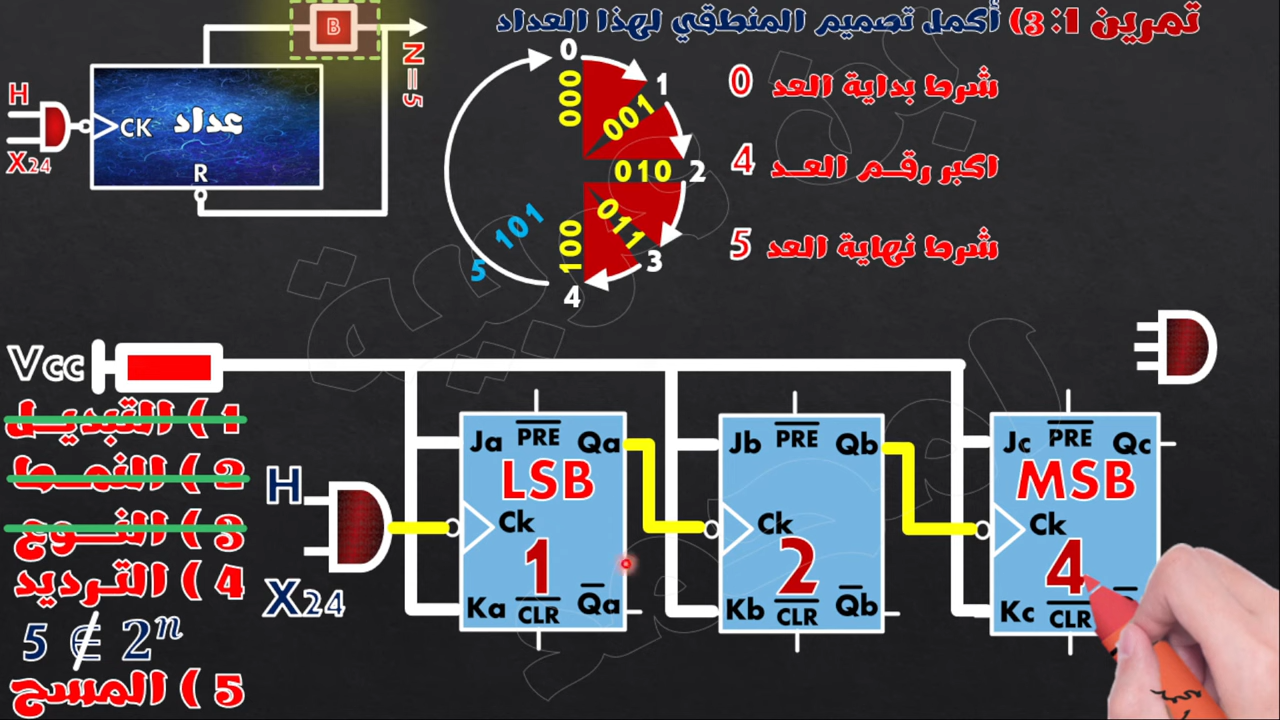 تمرين 1: 3) أكمل تصميم المنطقي لهذا العداد
B
N=5
H
X24
CK
عداد
R
0
1
2
3
4
5
000
001
010
011
100
101
شرط بداية العد 0
اكبر رقم العد 4
شرط نهاية العد 5
Vcc
1 ) التبديل
2 ) النمط
3 ) النوع
4 ) الترديد
5 ∉ 2ⁿ
5 ) المسح
H
X24
Ja PRE Qa
LSB
Ck
1
Ka CLR Qa
Jb PRE Qb
Ck
2
Kb CLR Qb
Jc PRE Qc
MSB
Ck
4
Kc CLR